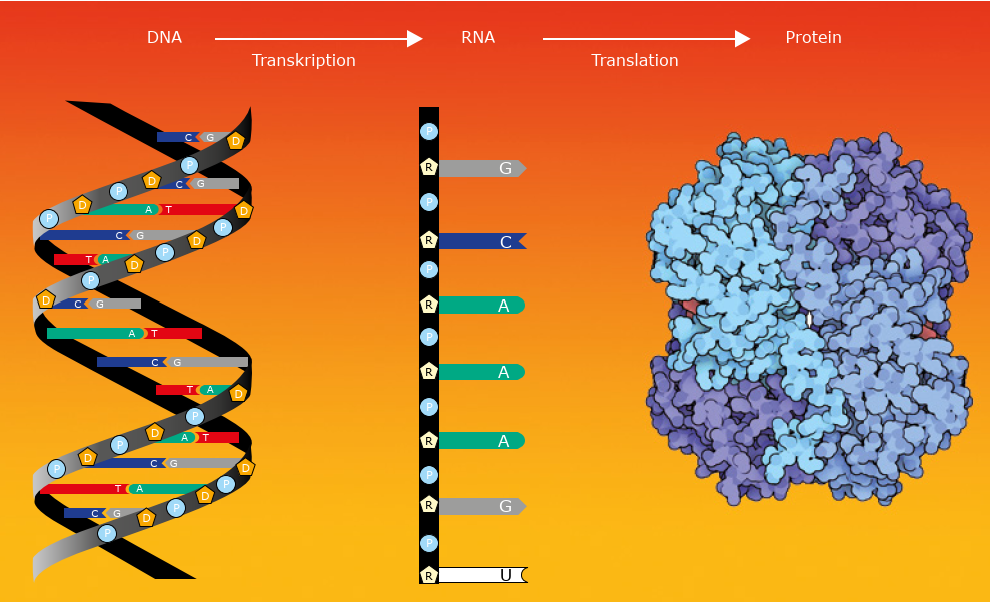 DNA RNA Protein
Transkription Translation
C G D
P
D C G
P
D A T D
P P
C G D
P
T A D
P
D C G
A T
C G
T A D
P
D A T
P
D C G D
P
P
T A D
P
C G D
P
P
R G
P
R C
P
R A
P
R A
P
R A
P
R G
P
R U